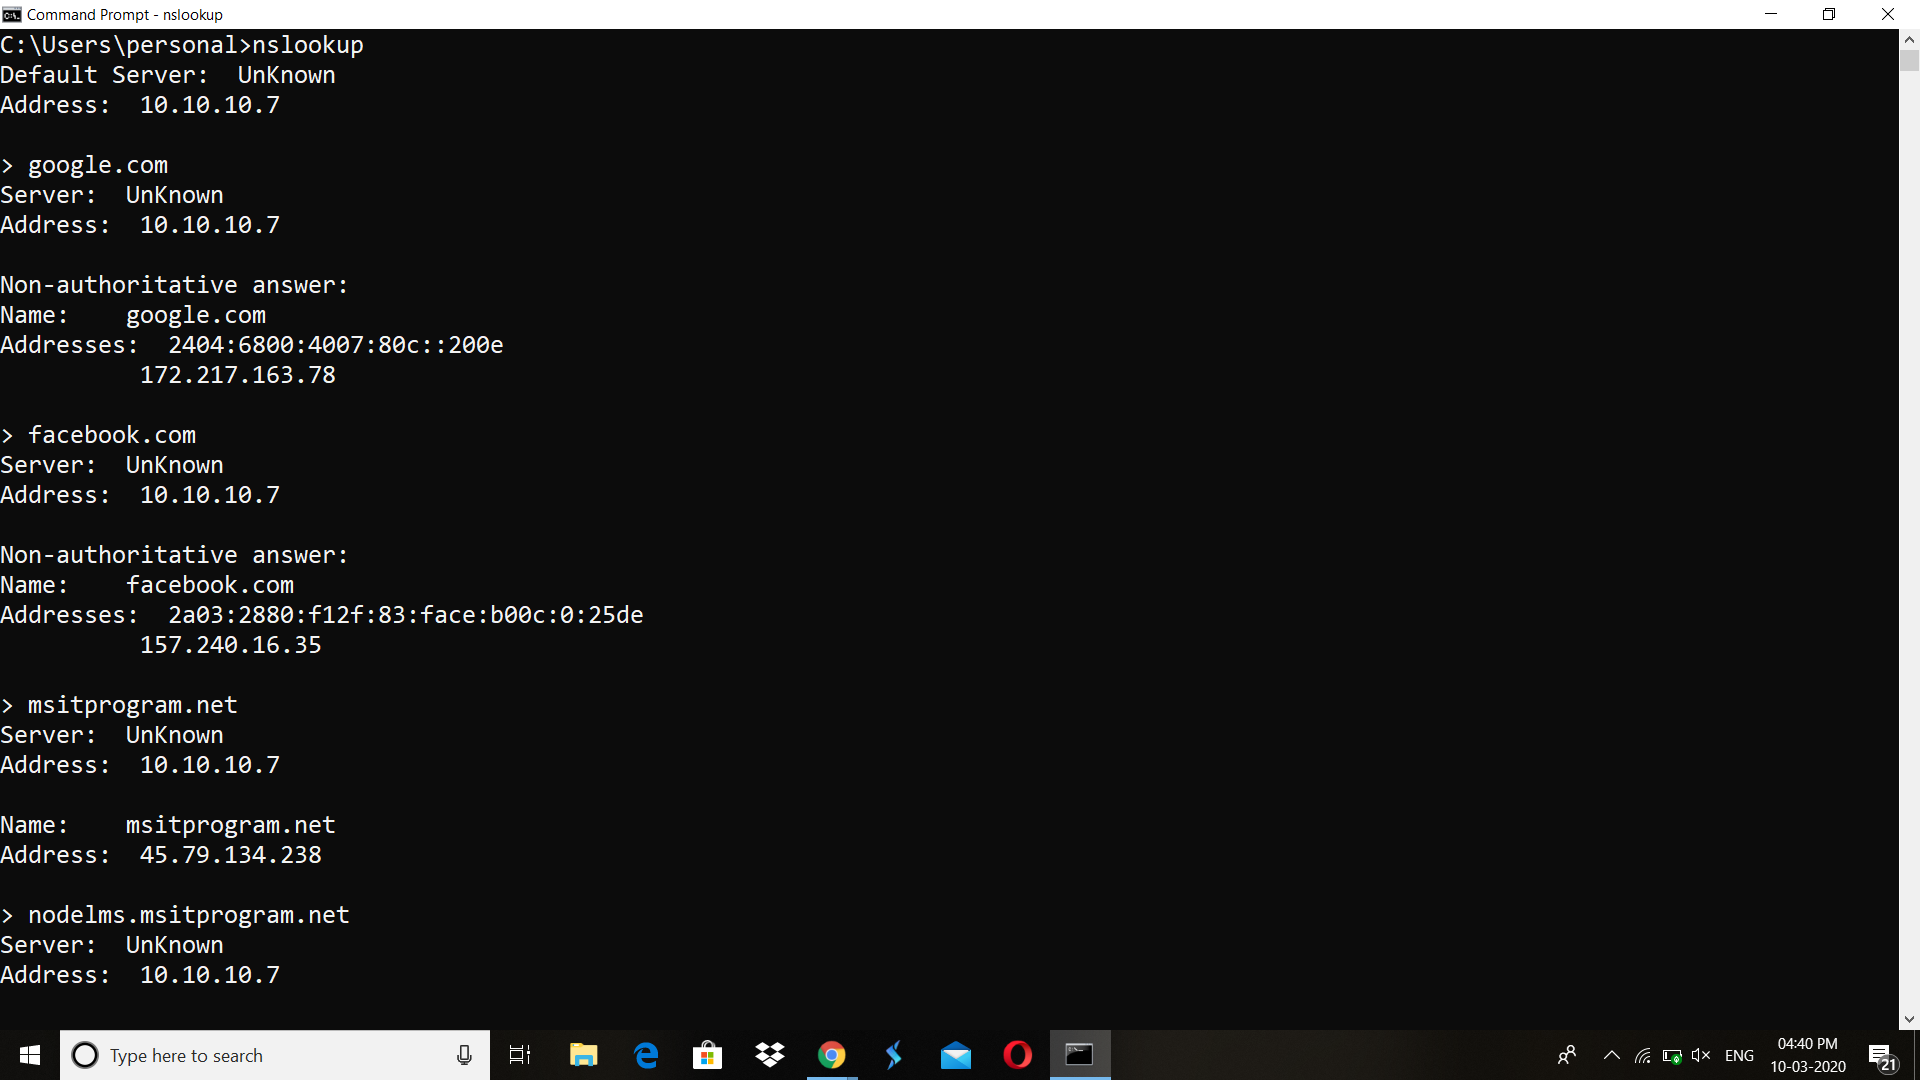 Command Prompt - nslookup
C:\Users\personal>nslookup
Default Server:  UnKnown
Address:  10.10.10.7
> google.com
Server:  UnKnown
Address:  10.10.10.7
Non-authoritative answer:
Name:    google.com
Addresses:  2404:6800:4007:80c::200e
172.217.163.78
> facebook.com
Server:  UnKnown
Address:  10.10.10.7
Non-authoritative answer:
Name:    facebook.com
Addresses:  2a03:2880:f12f:83:face:b00c:0:25de
157.240.16.35
> msitprogram.net
Server:  UnKnown
Address:  10.10.10.7
Name:    msitprogram.net
Address:  45.79.134.238
> nodelms.msitprogram.net
Server:  UnKnown
Address:  10.10.10.7
Type here to search
ENG
04:40 PM
10-03-2020
21